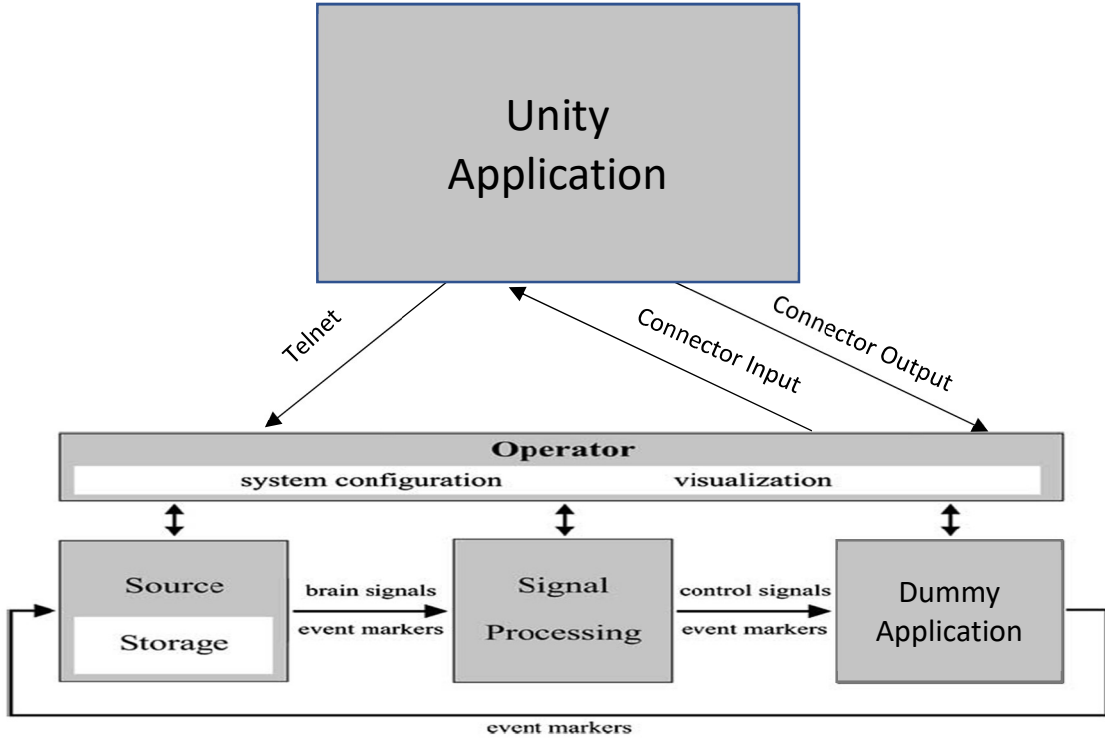 Unity
Application
Telnet
Connector Input
Connector Output
Operator
system configuration
visualization
Source
Storage
brain signals
event markers
Signal
Processing
control signals
event markers
Dummy
Application
event markers